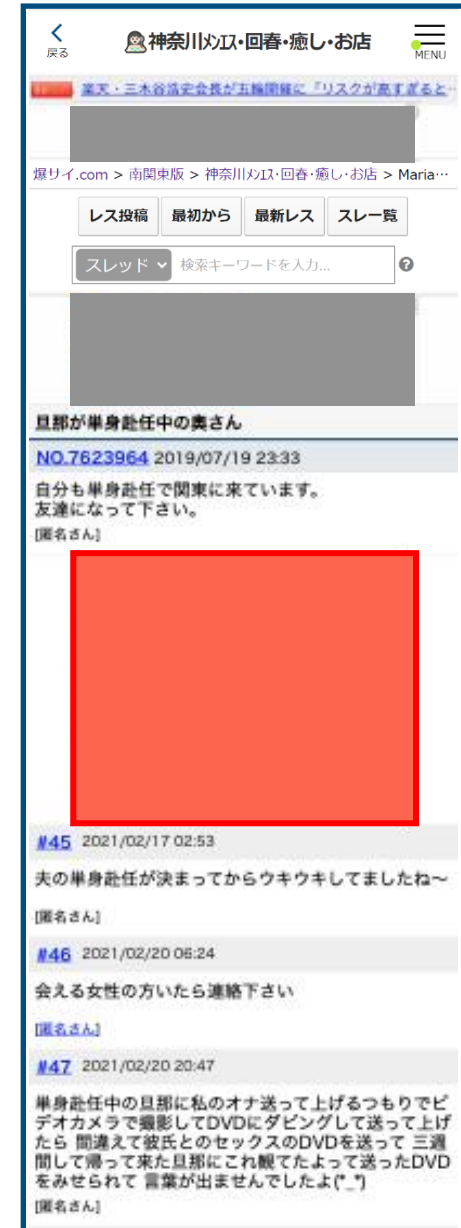 戻る
神奈川ﾒﾝｴｽ･回春･癒し･お店
MENU
楽天・三木谷浩史会長が五輪開催に「リスクが高すぎると…
爆サイ.com > 南関東版 > 神奈川ﾒﾝｴｽ･回春･癒し･お店 > Maria…
レス投稿 最初から 最新レス スレ一覧
スレッド 検索キーワードを入力...
旦那が単身赴任中の奥さん
NO.7623964 2019/07/19 23:33
自分も単身赴任で関東に来ています。
友達になって下さい。
[匿名さん]
#45 2021/02/17 02:53
夫の単身赴任が決まってからウキウキしてましたね〜
[匿名さん]
#46 2021/02/20 06:24
会える女性の方いたら連絡下さい
[匿名さん]
#47 2021/02/20 20:47
単身赴任中の旦那に私のオナ送って上げるつもりでビ
デオカメラで撮影してDVDにダビングして送って上げ
たら 間違えて彼氏とのセックスのDVDを送って 三週
間して帰って来た旦那にこれ観てたよって送ったDVD
をみせられて 言葉が出ませんでしたよ(*_*)
[匿名さん]